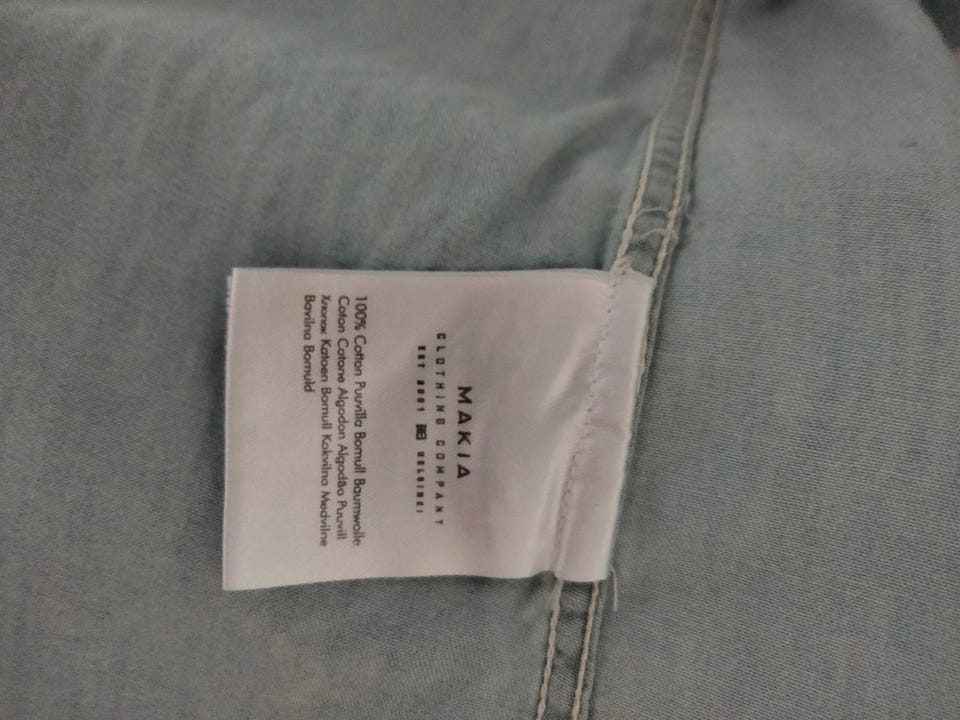 MAKIA
CLOTHING COMPANY
EST 2001 HELSINKI
100% Cotton Puuvilla Bomull Baumwolle
Coton Cotone Algodon Algodão Puuvill
Хлопок Katoen Bomull Kokvilna Medvilne
Bavilna Bomuld